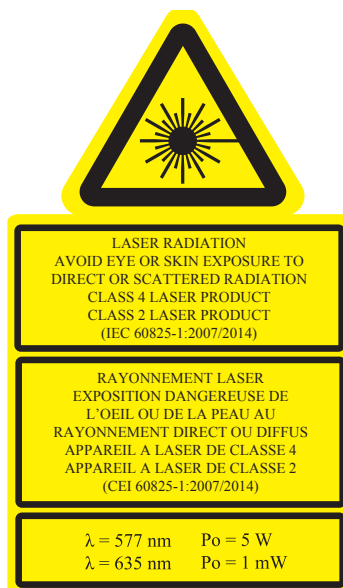 LASER RADIATION
AVOID EYE OR SKIN EXPOSURE TO
DIRECT OR SCATTERED RADIATION
CLASS 4 LASER PRODUCT
CLASS 2 LASER PRODUCT
(IEC 60825-1:2007/2014)
RAYONNEMENT LASER
EXPOSITION DANGEREUSE DE
L'OEIL OU DE LA PEAU AU
RAYONNEMENT DIRECT OU DIFFUS
APPAREIL A LASER DE CLASSE 4
APPAREIL A LASER DE CLASSE 2
(CEI 60825-1:2007/2014)
λ = 577 nm Po = 5 W
λ = 635 nm Po = 1 mW